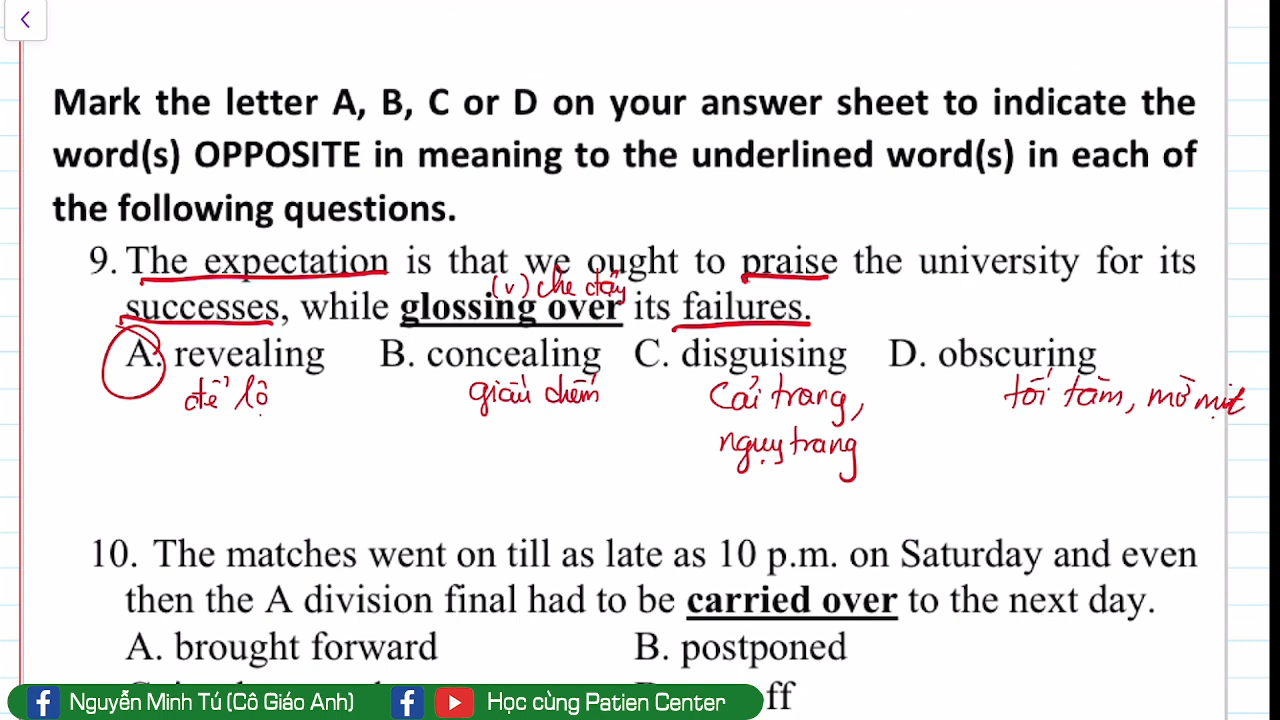 Mark the letter A, B, C or D on your answer sheet to indicate the
word(s) OPPOSITE in meaning to the underlined word(s) in each of
the following questions.
9. The expectation is that we ought to praise the university for its
(v) che đậy
successes, while glossing over its failures.
A. revealing B. concealing C. disguising D. obscuring
để lộ giấu chếm cải trang, tối tăm, mờ mịt
ngụy trang
10. The matches went on till as late as 10 p.m. on Saturday and even
then the A division final had to be carried over to the next day.
A. brought forward B. postponed
ff
Nguyễn Minh Tú (Cô Giáo Anh) Học cùng Patien Center